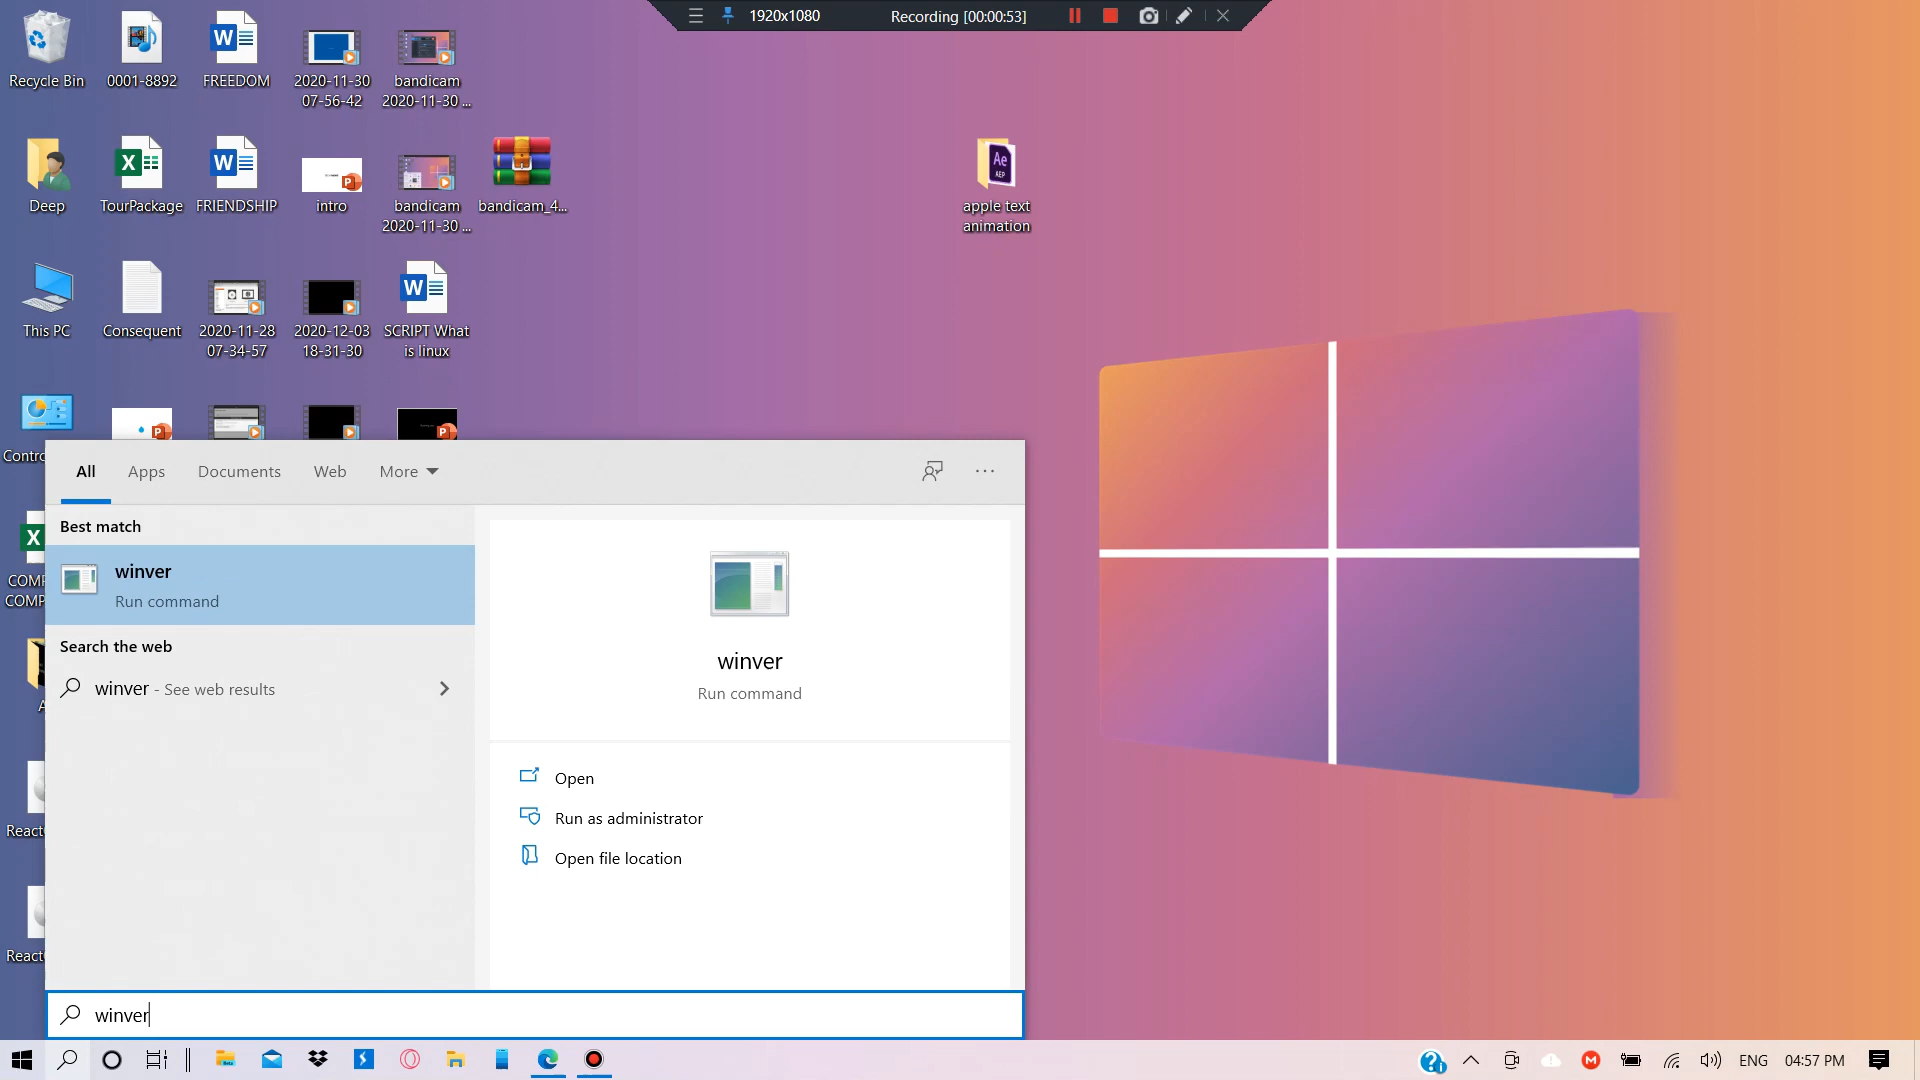 1920x1080
Recording [00:00:53]
Recycle Bin
0001-8892
FREEDOM
2020-11-30
07-56-42
bandicam
2020-11-30 ...
Deep
TourPackage
FRIENDSHIP
intro
bandicam
2020-11-30 ...
bandicam_4...
Ae
AEP
apple text
animation
This PC
Consequent
2020-11-28
07-34-57
2020-12-03
18-31-30
SCRIPT What
is linux
Contro
COMP
COMP
A
React
React
All
Apps
Documents
Web
More
Best match
winver
Run command
Search the web
winver - See web results
winver
Run command
Open
Run as administrator
Open file location
winver
ENG
04:57 PM